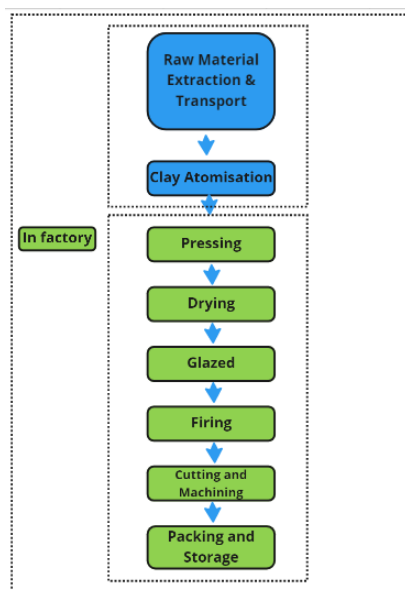 Raw Material
Extraction &
Transport
Clay Atomisation
In factory
Pressing
Drying
Glazed
Firing
Cutting and
Machining
Packing and
Storage